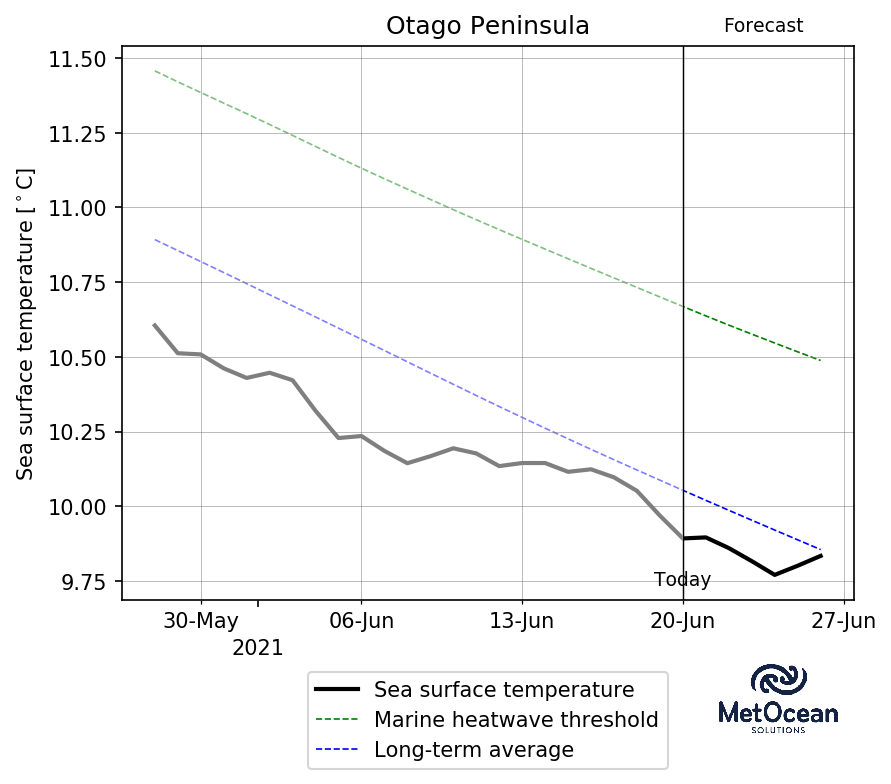 Otago Peninsula
Forecast
Sea surface temperature [°C]
11.50
11.25
11.00
10.75
10.50
10.25
10.00
9.75
Today
30-May 06-Jun 13-Jun 20-Jun 27-Jun
2021
Sea surface temperature
Marine heatwave threshold
Long-term average
MetOcean
SOLUTIONS